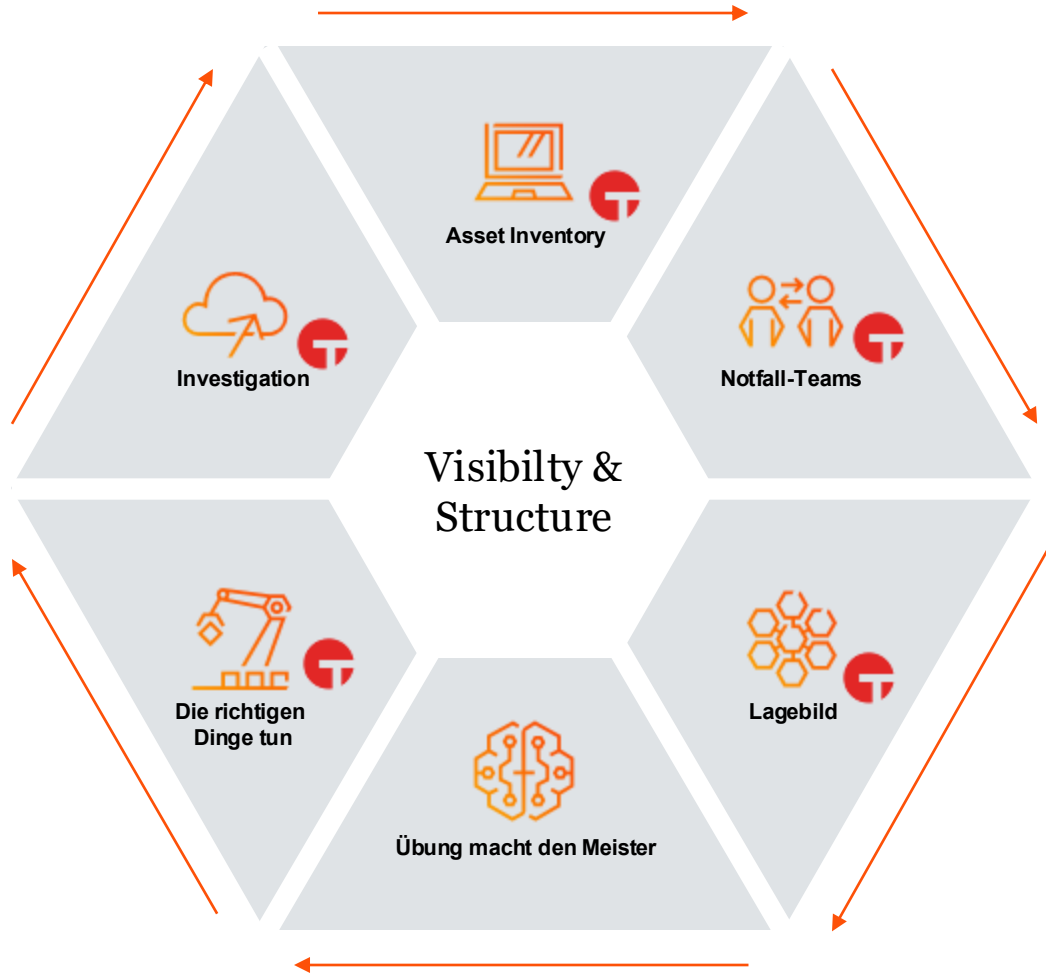 Asset Inventory
Investigation
Notfall-Teams
Visibilty &
Structure
Die richtigen
Dinge tun
Lagebild
Übung macht den Meister